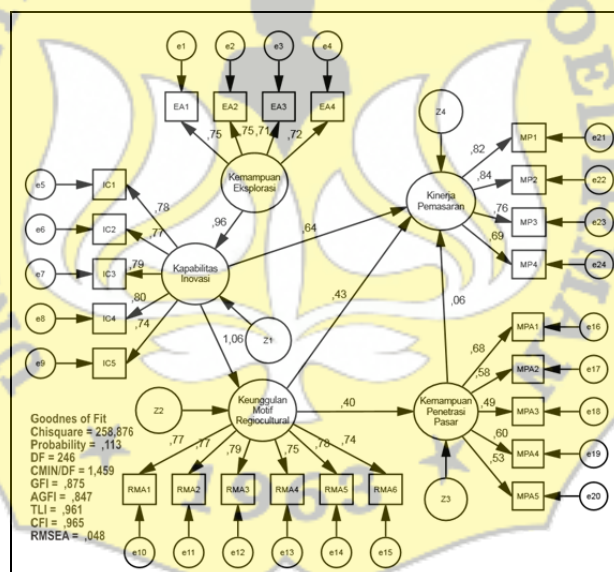 e1
e2
e3
e4
EA1
EA2
EA3
EA4
,75
,75
,71
,72
Kemampuan
Eksplorasi
Z4
Kinerja
Pemasaran
,82
,84
,76
,69
MP1
MP2
MP3
MP4
e21
e22
e23
e24
e5
e6
e7
e8
e9
IC1
IC2
IC3
IC4
IC5
,78
,77
,79
,80
,74
Kapabilitas
Inovasi
,96
,64
,43
,06
1,06
Z1
Z2
Keunggulan
Motif
Regiocultural
,40
Kemampuan
Penetrasi
Pasar
Z3
,68
,58
,49
,60
,53
MPA1
MPA2
MPA3
MPA4
MPA5
e16
e17
e18
e19
e20
Goodnes of Fit
Chisquare = 258,876
Probability = ,113
DF = 246
CMIN/DF = 1,459
GFI = ,875
AGFI = ,847
TLI = ,961
CFI = ,965
RMSEA = ,048
,77
,77
,79
,75
,78
,74
RMA1
RMA2
RMA3
RMA4
RMA5
RMA6
e10
e11
e12
e13
e14
e15